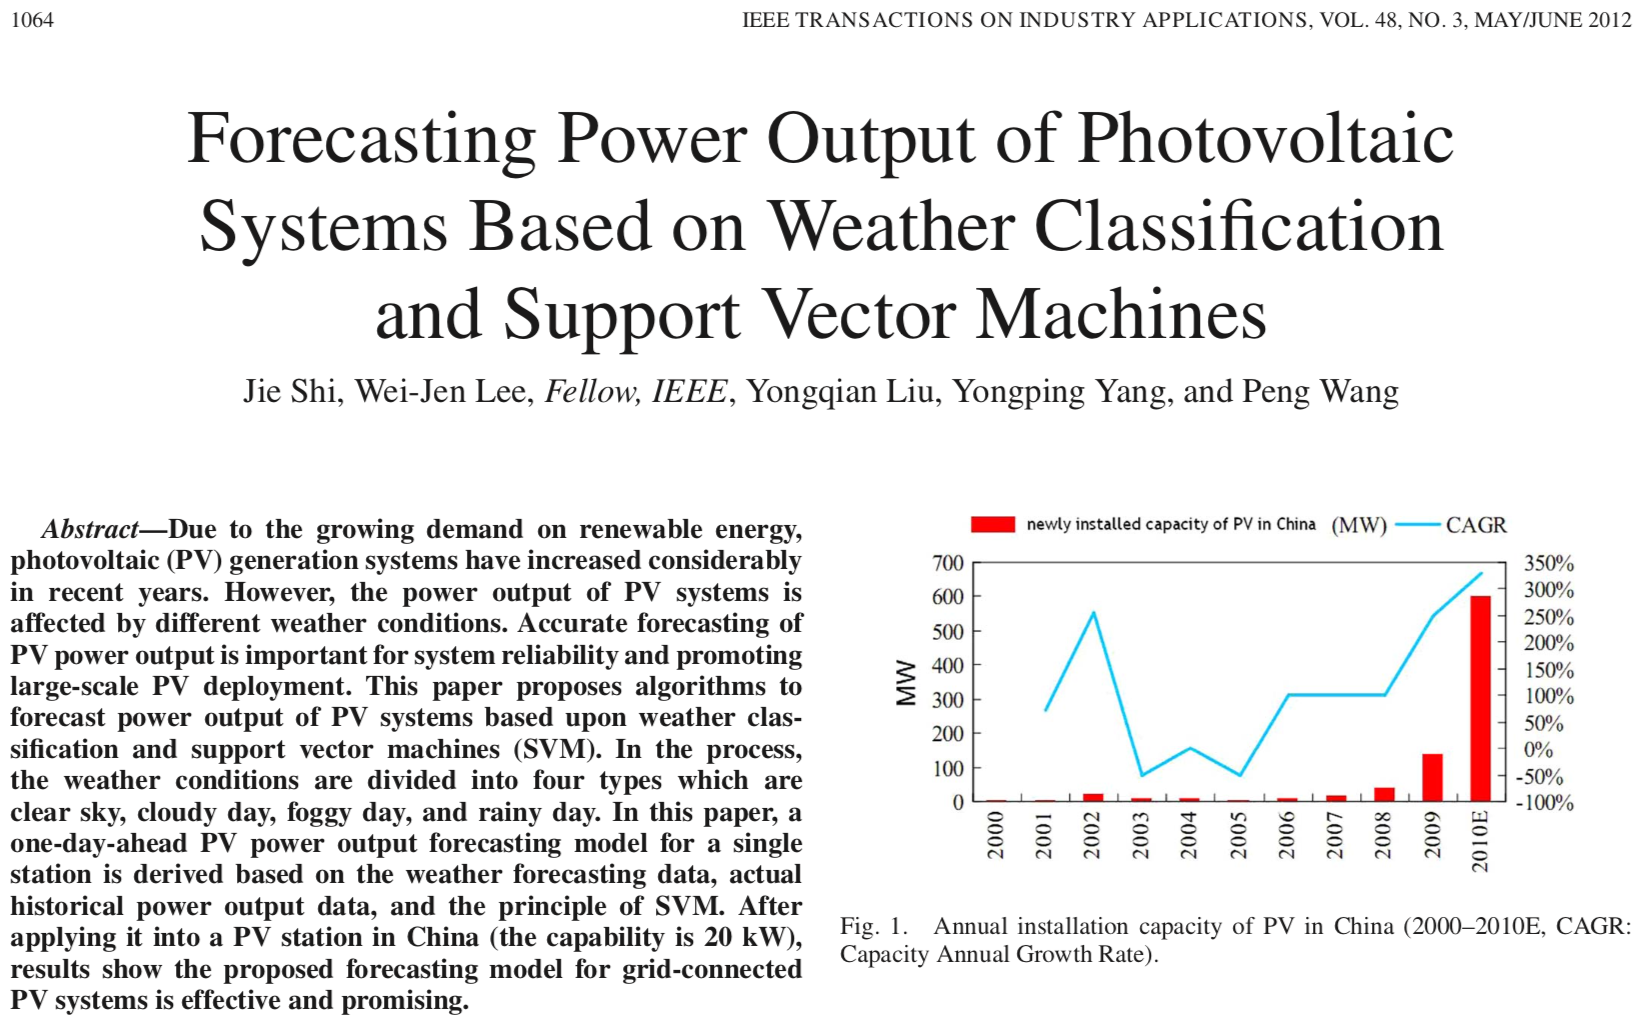 1064
IEEE TRANSACTIONS ON INDUSTRY APPLICATIONS, VOL. 48, NO. 3, MAY/JUNE 2012
Forecasting Power Output of Photovoltaic
Systems Based on Weather Classification
and Support Vector Machines
Jie Shi, Wei-Jen Lee, Fellow, IEEE, Yongqian Liu, Yongping Yang, and Peng Wang
Abstract—Due to the growing demand on renewable energy,
photovoltaic (PV) generation systems have increased considerably
in recent years. However, the power output of PV systems is
affected by different weather conditions. Accurate forecasting of
PV power output is important for system reliability and promoting
large-scale PV deployment. This paper proposes algorithms to
forecast power output of PV systems based upon weather clas-
sification and support vector machines (SVM). In the process,
the weather conditions are divided into four types which are
clear sky, cloudy day, foggy day, and rainy day. In this paper, a
one-day-ahead PV power output forecasting model for a single
station is derived based on the weather forecasting data, actual
historical power output data, and the principle of SVM. After
applying it into a PV station in China (the capability is 20 kW),
results show the proposed forecasting model for grid-connected
PV systems is effective and promising.
newly installed capacity of PV in China (MW) CAGR
700 350%
600 300%
500 250%
400 200%
300 150%
200 100%
100 50%
0 0%
-50%
-100%
MW
2000 2001 2002 2003 2004 2005 2006 2007 2008 2009 2010E
Fig. 1. Annual installation capacity of PV in China (2000–2010E, CAGR:
Capacity Annual Growth Rate).